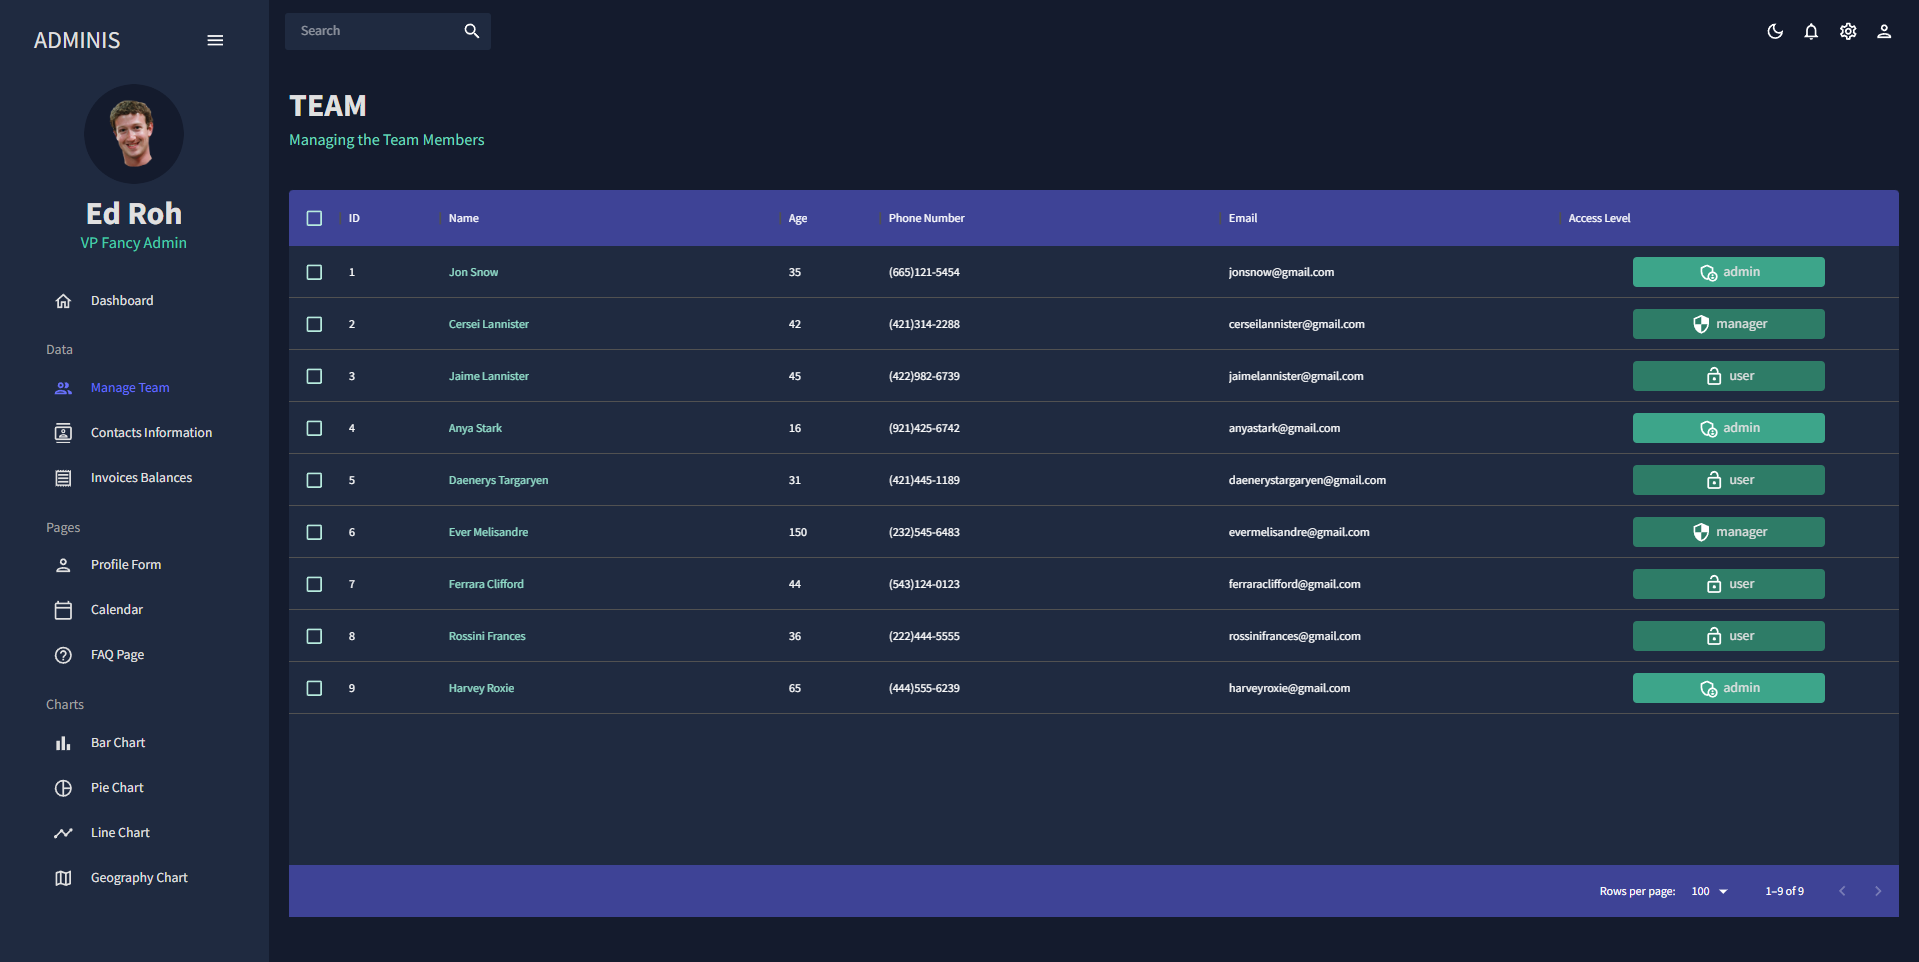 ADMINIS
Ed Roh
VP Fancy Admin
Dashboard
Data
Manage Team
Contacts Information
Invoices Balances
Pages
Profile Form
Calendar
FAQ Page
Charts
Bar Chart
Pie Chart
Line Chart
Geography Chart
Search
TEAM
Managing the Team Members
ID Name Age Phone Number Email Access Level
1 Jon Snow 35 (665)121-5454 jonsnow@gmail.com admin
2 Cersei Lannister 42 (421)314-2288 cerseilannister@gmail.com manager
3 Jaime Lannister 45 (422)982-6739 jaimelannister@gmail.com user
4 Anya Stark 16 (921)425-6742 anyastark@gmail.com admin
5 Daenerys Targaryen 31 (421)445-1189 daenerystargaryen@gmail.com user
6 Ever Melisandre 150 (232)545-6483 evermelisandre@gmail.com manager
7 Ferrara Clifford 44 (543)124-0123 ferraraclifford@gmail.com user
8 Rossini Frances 36 (222)444-5555 rossinifrances@gmail.com user
9 Harvey Roxie 65 (444)555-6239 harveyroxie@gmail.com admin
Rows per page: 100 1–9 of 9